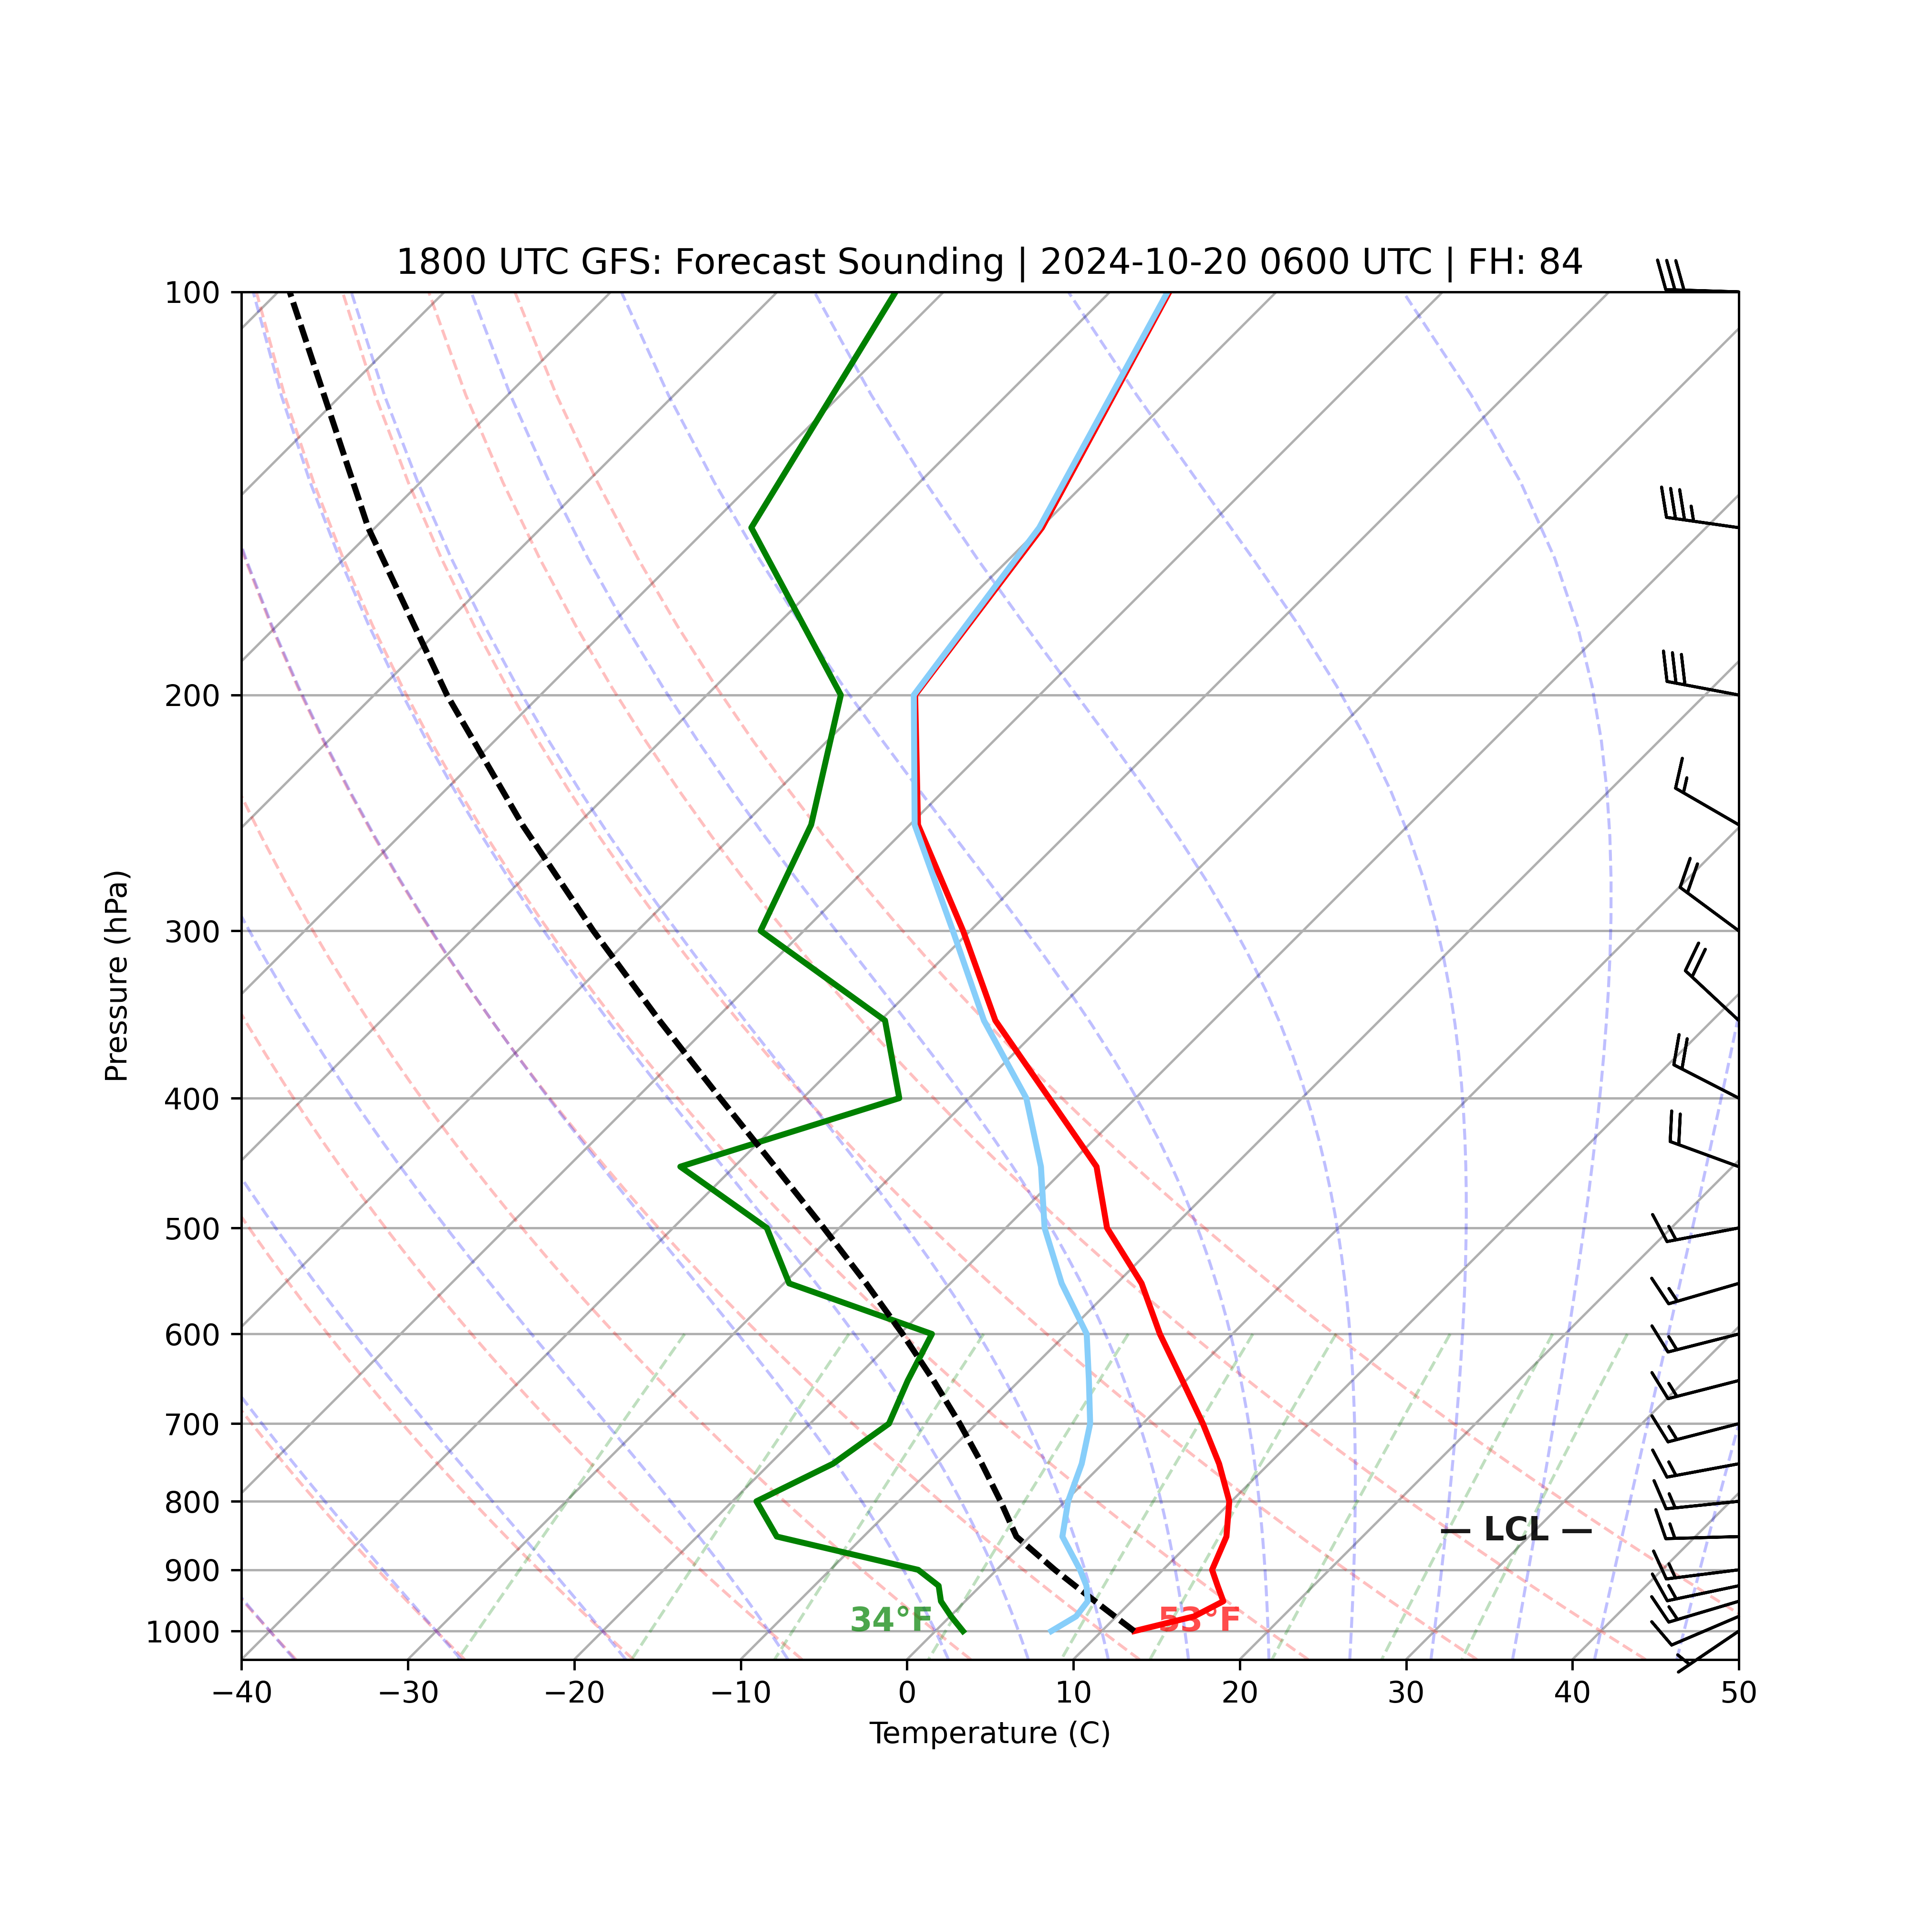 1800 UTC GFS: Forecast Sounding | 2024-10-20 0600 UTC | FH: 84
100
200
300
400
500
600
700
800
900
1000
Pressure (hPa)
— LCL —
34°F
53°F
−40 −30 −20 −10 0 10 20 30 40 50
Temperature (C)